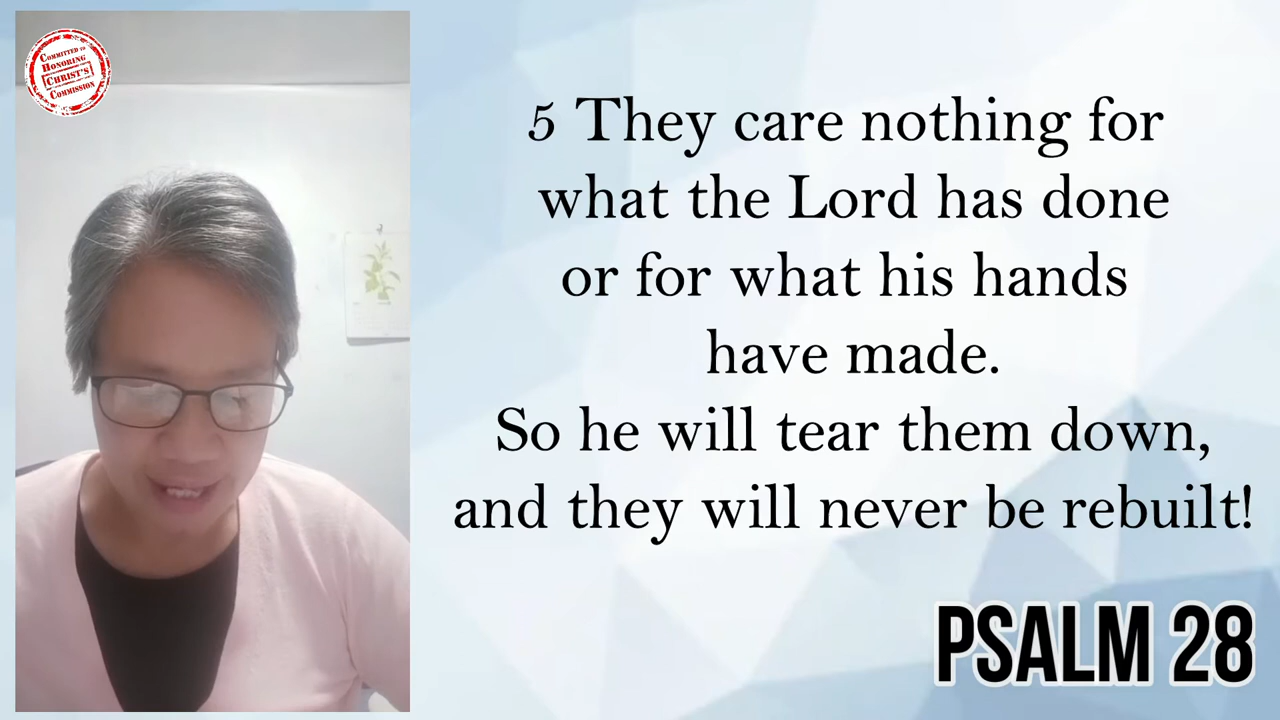 COMMITTED TO
HONORING
CHRIST'S
COMMISSION
5 They care nothing for
what the Lord has done
or for what his hands
have made.
So he will tear them down,
and they will never be rebuilt!
PSALM 28